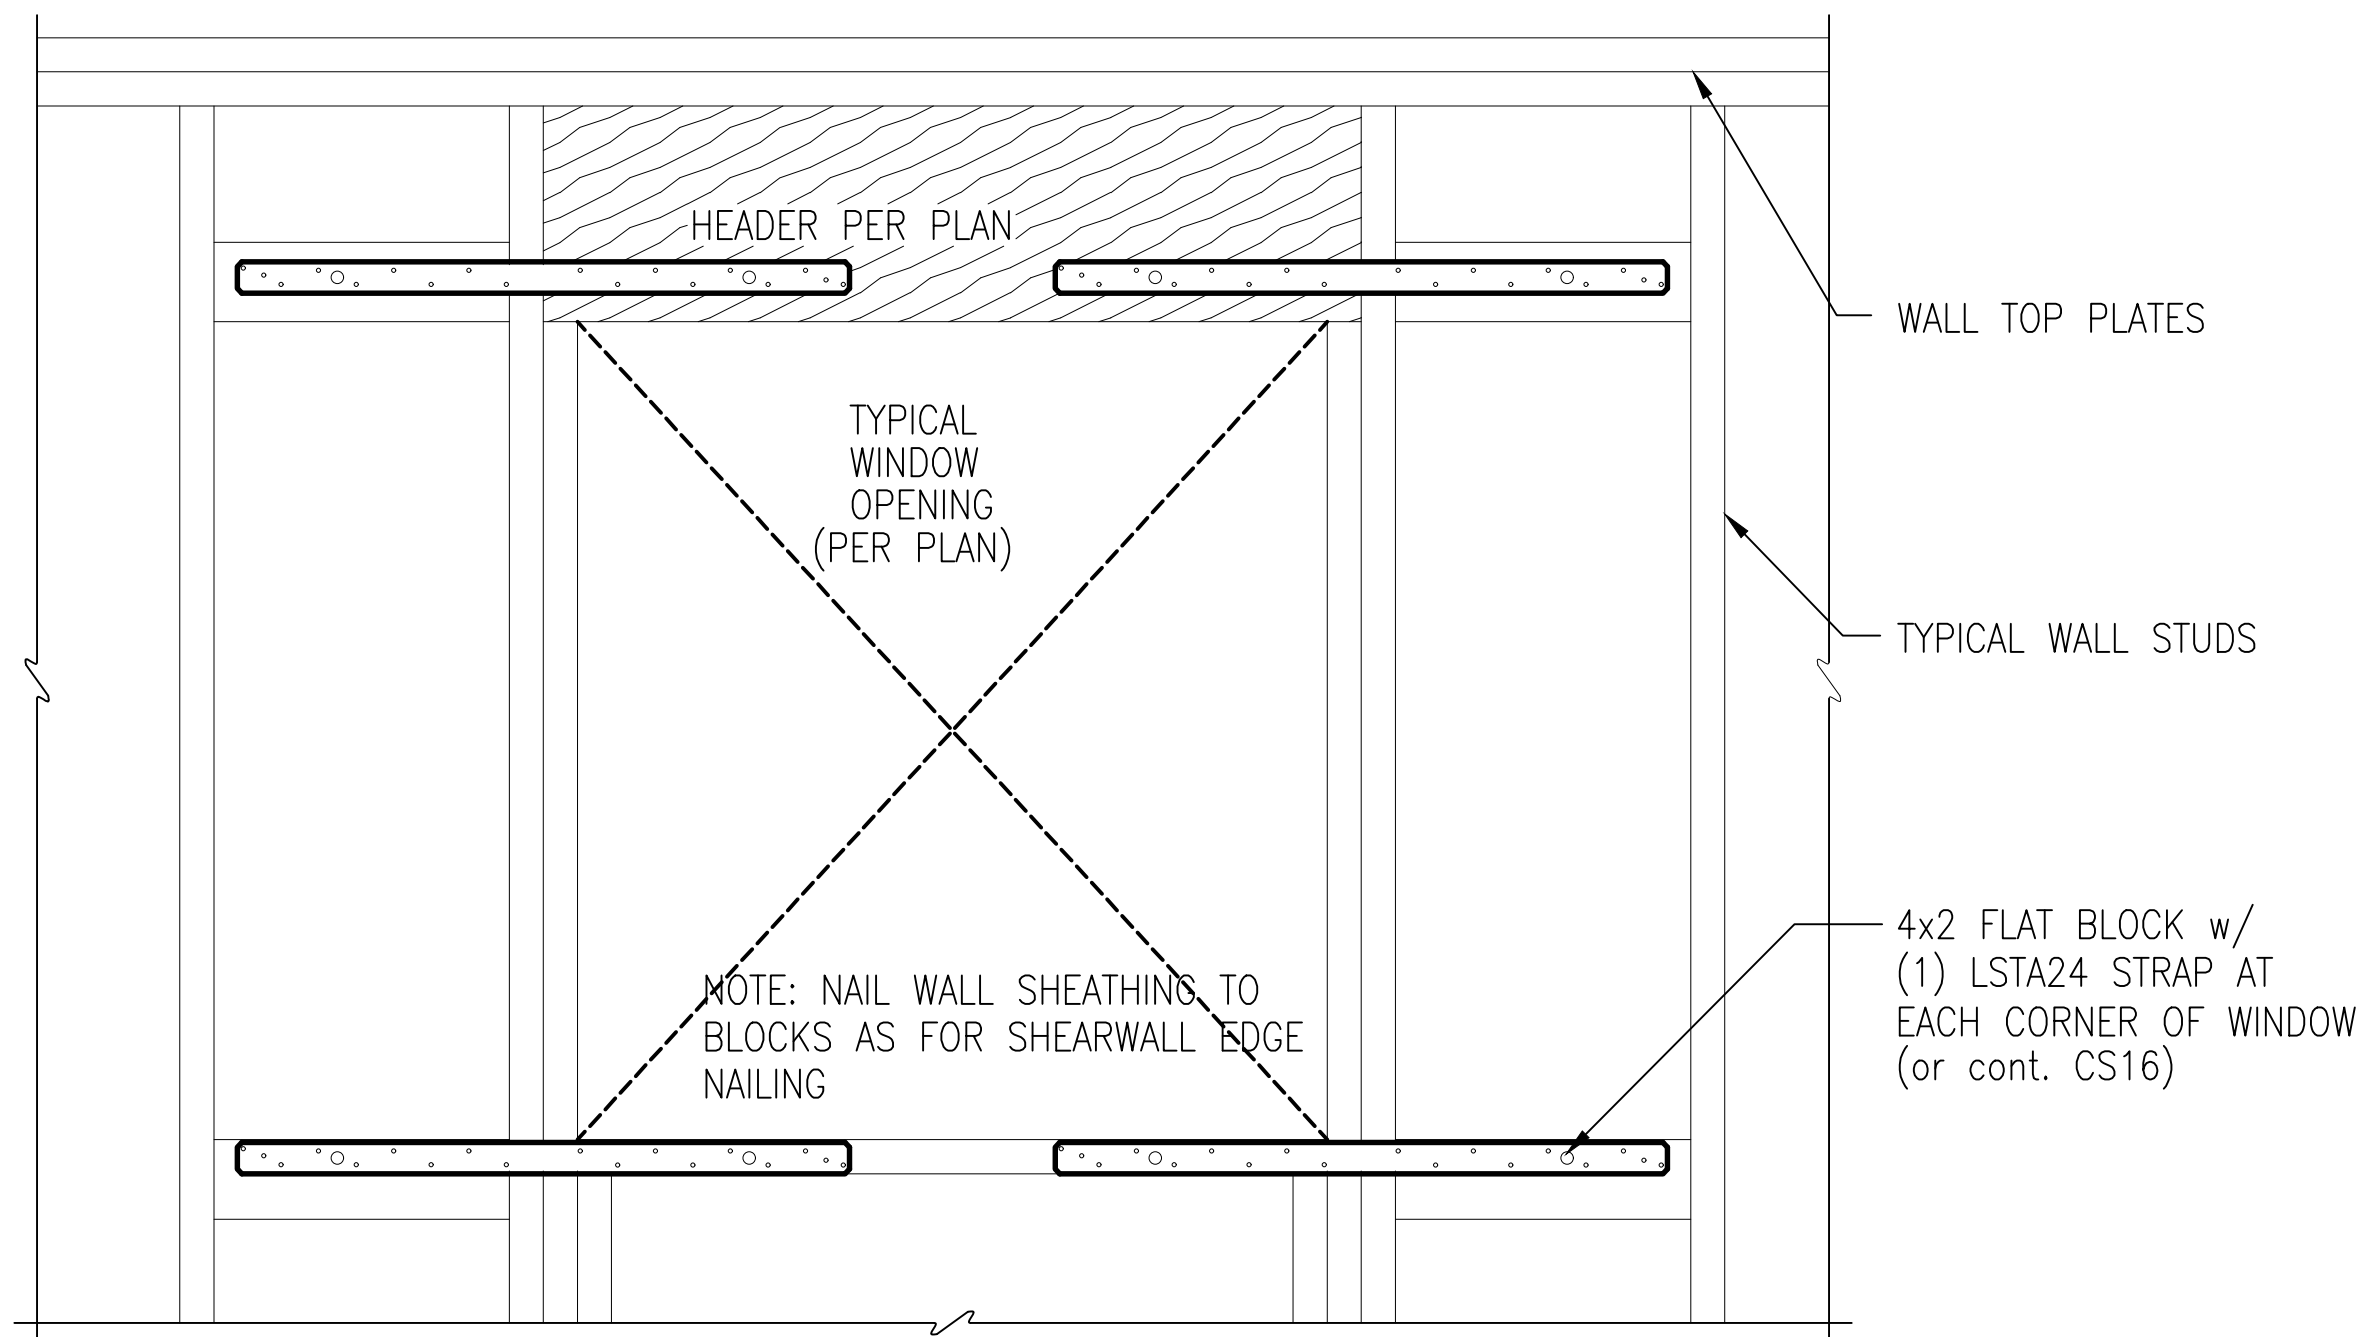 HEADER PER PLAN
WALL TOP PLATES
TYPICAL
WINDOW
OPENING
(PER PLAN)
TYPICAL WALL STUDS
4x2 FLAT BLOCK w/
(1) LSTA24 STRAP AT
EACH CORNER OF WINDOW
(or cont. CS16)
NOTE: NAIL WALL SHEATHING TO
BLOCKS AS FOR SHEARWALL EDGE
NAILING